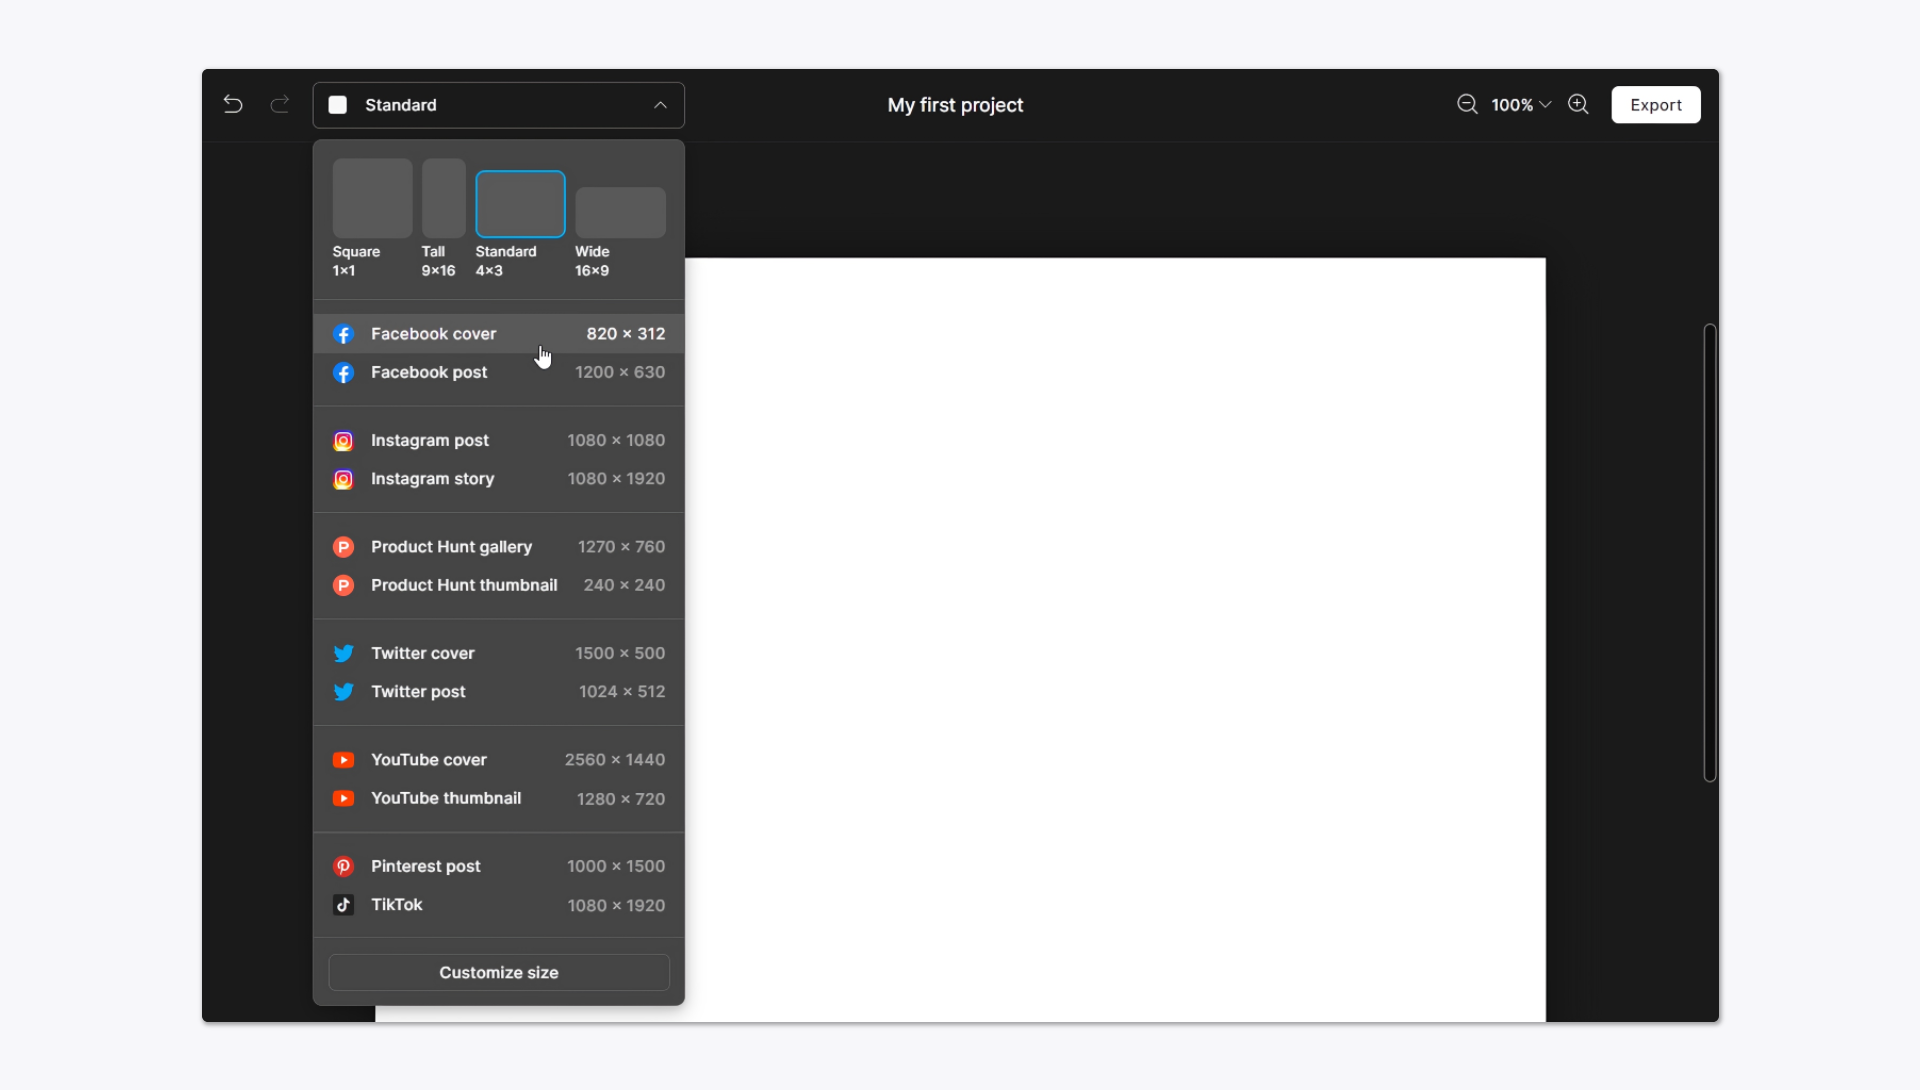 Standard
My first project
100%
Export
Square
1×1
Tall
9×16
Standard
4×3
Wide
16×9
Facebook cover 820 × 312
Facebook post 1200 × 630
Instagram post 1080 × 1080
Instagram story 1080 × 1920
Product Hunt gallery 1270 × 760
Product Hunt thumbnail 240 × 240
Twitter cover 1500 × 500
Twitter post 1024 × 512
YouTube cover 2560 × 1440
YouTube thumbnail 1280 × 720
Pinterest post 1000 × 1500
TikTok 1080 × 1920
Customize size